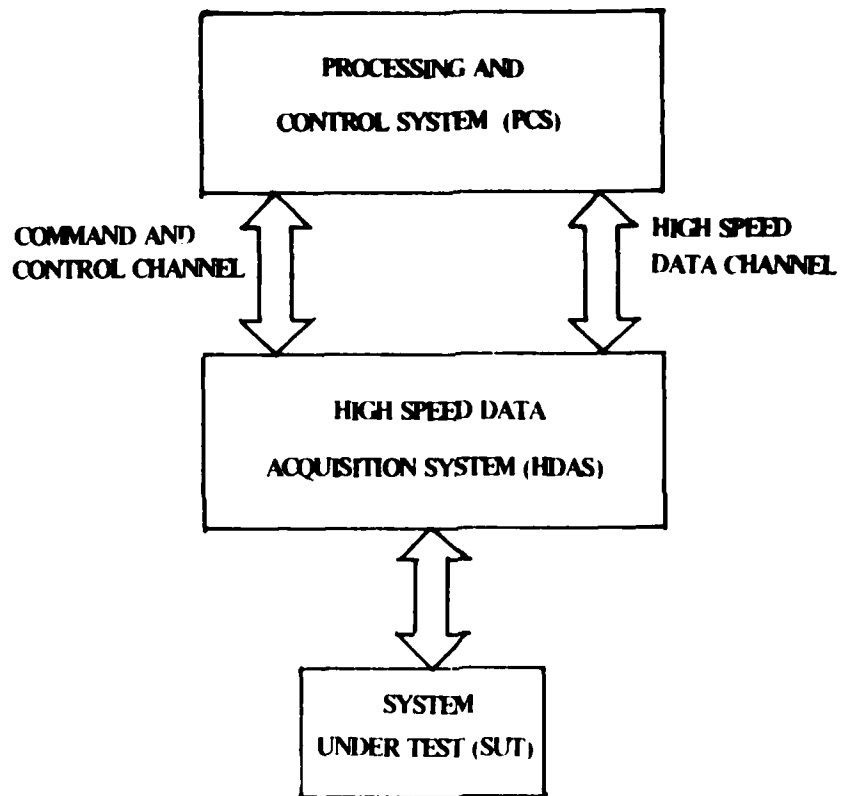 PROCESSING AND
CONTROL SYSTEM (PCS)
COMMAND AND
CONTROL CHANNEL
HIGH SPEED
DATA CHANNEL
HIGH SPEED DATA
ACQUISITION SYSTEM (HDAS)
SYSTEM
UNDER TEST (SUT)